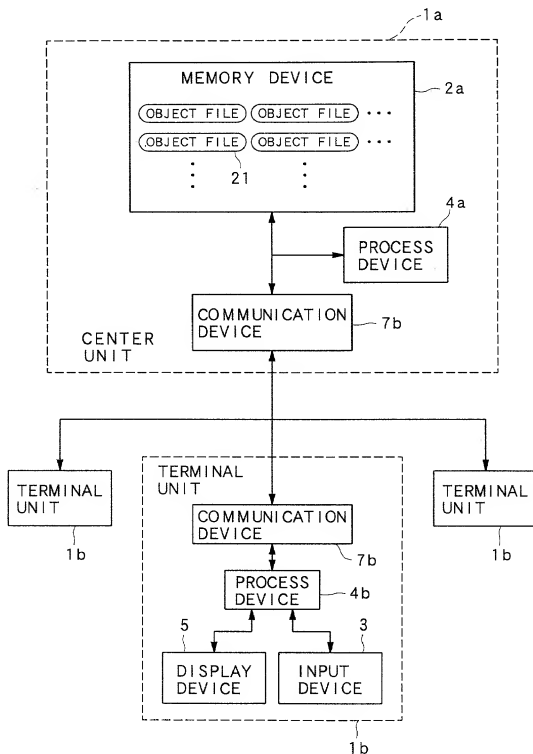 1a
MEMORY DEVICE
2a
OBJECT FILE OBJECT FILE ···
OBJECT FILE OBJECT FILE ···
21
4a
PROCESS
DEVICE
COMMUNICATION
DEVICE
7b
CENTER
UNIT
TERMINAL
UNIT
1b
TERMINAL
UNIT
COMMUNICATION
DEVICE
7b
PROCESS
DEVICE
4b
5
DISPLAY
DEVICE
3
INPUT
DEVICE
1b
TERMINAL
UNIT
1b